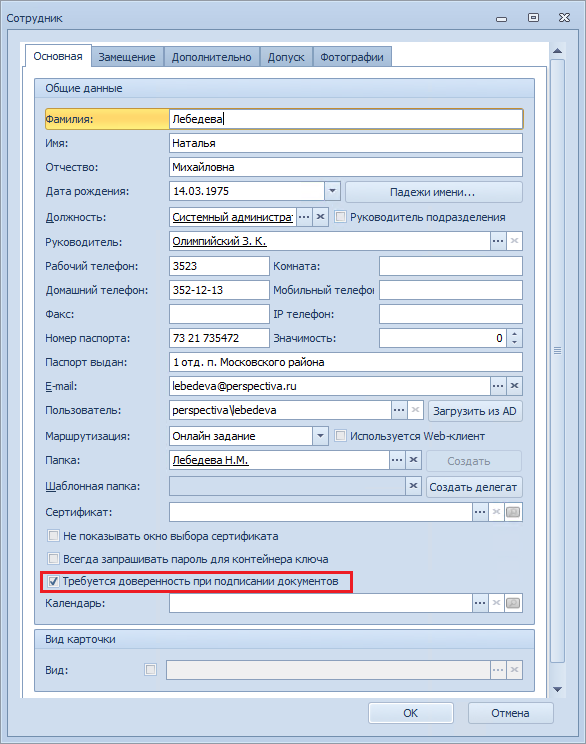 Сотрудник
Основная Замещение Дополнительно Допуск Фотографии
Общие данные
Фамилия: Лебедева
Имя: Наталья
Отчество: Михайловна
Дата рождения: 14.03.1975 Падежи имени...
Должность: Системный администрат ... Руководитель подразделения
Руководитель: Олимпийский З. К. ...
Рабочий телефон: 3523 Комната:
Домашний телефон: 352-12-13 Мобильный телефон
Факс: IP телефон:
Номер паспорта: 73 21 735472 Значимость: 0
Паспорт выдан: 1 отд. п. Московского района
E-mail: lebedeva@perspectiva.ru ...
Пользователь: perspectiva\lebedeva ... Загрузить из AD
Маршрутизация: Онлайн задание Используется Web-клиент
Папка: Лебедева Н.М. ... Создать
Шаблонная папка: Создать делегат
Сертификат: ...
Не показывать окно выбора сертификата
Всегда запрашивать пароль для контейнера ключа
Требуется доверенность при подписании документов
Календарь: ...
Вид карточки
Вид: ...
OK Отмена